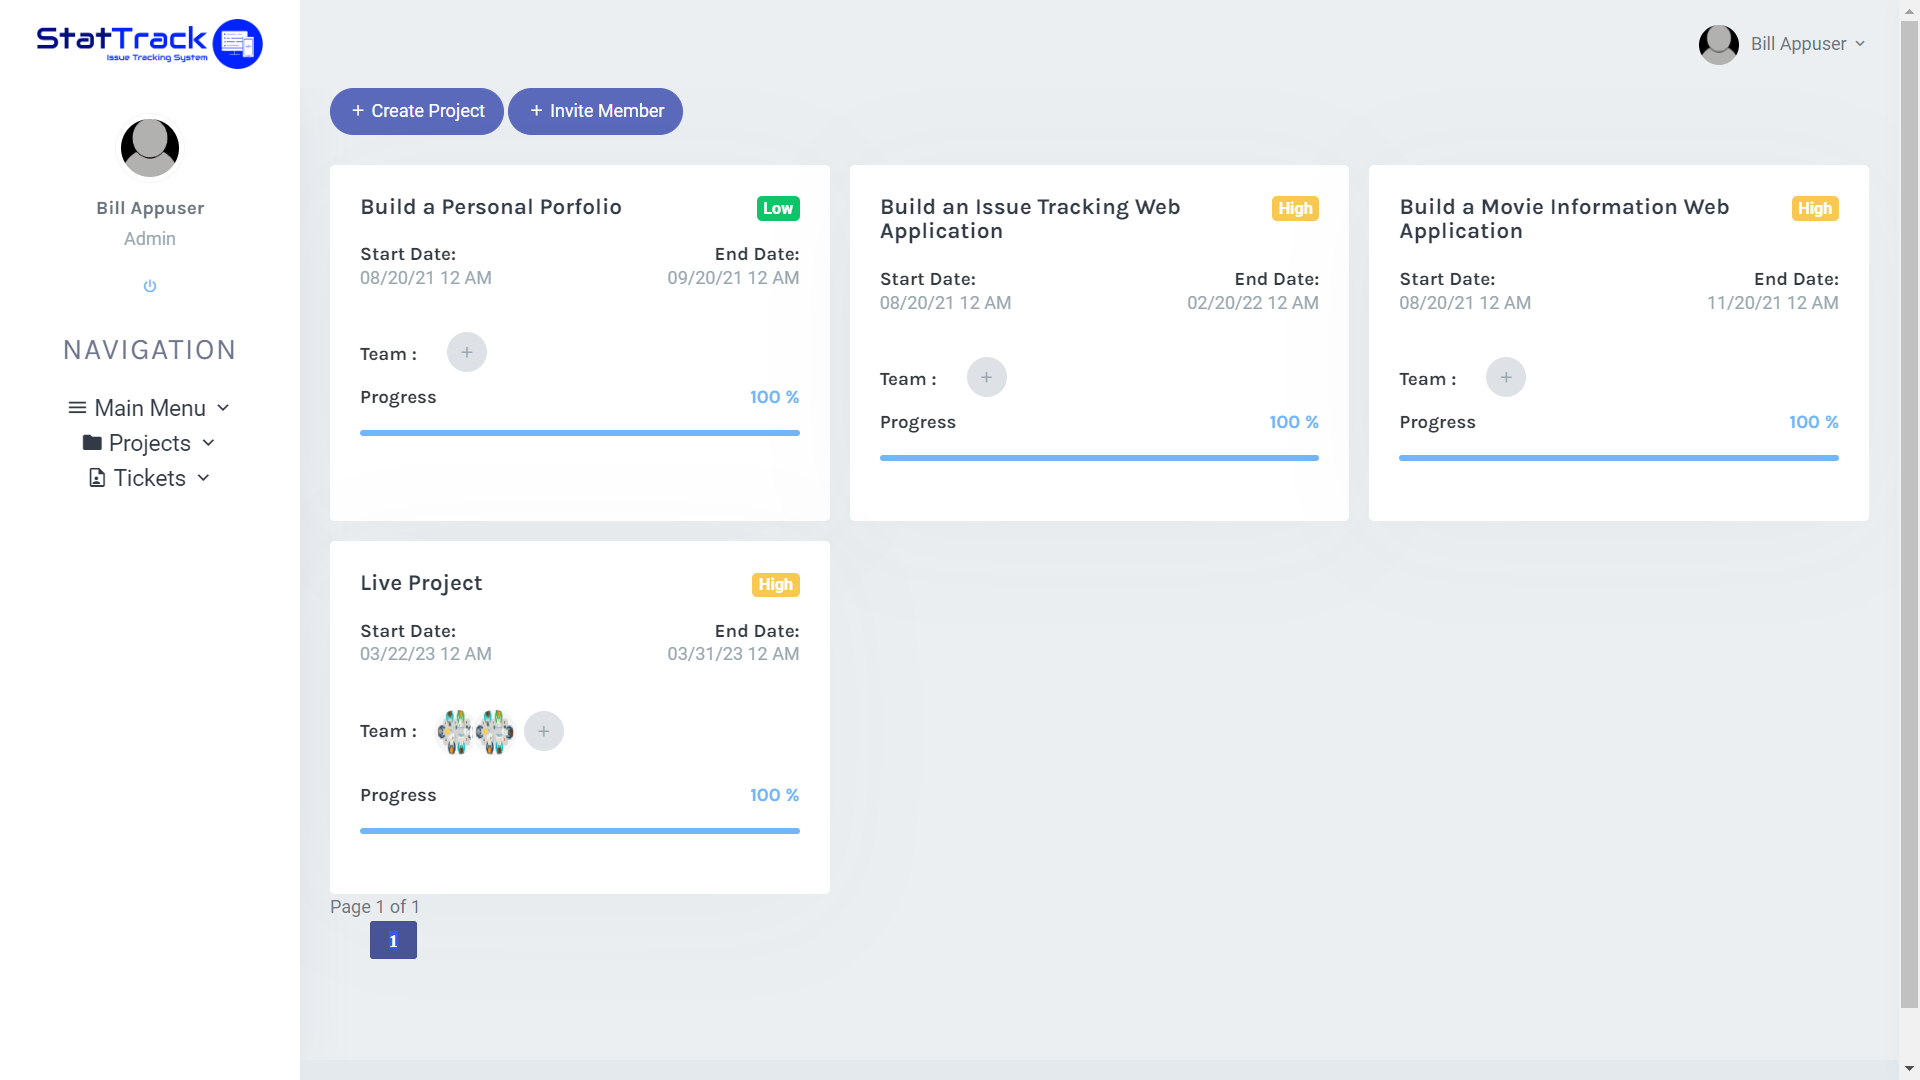 StatTrack
Issue Tracking System
Bill Appuser
Bill Appuser
Admin
NAVIGATION
Main Menu
Projects
Tickets
+ Create Project
+ Invite Member
Build a Personal Porfolio
Low
Start Date:
End Date:
08/20/21 12 AM
09/20/21 12 AM
Team :
+
Progress
100 %
Build an Issue Tracking Web
Application
High
Start Date:
End Date:
08/20/21 12 AM
02/20/22 12 AM
Team :
+
Progress
100 %
Build a Movie Information Web
Application
High
Start Date:
End Date:
08/20/21 12 AM
11/20/21 12 AM
Team :
+
Progress
100 %
Live Project
High
Start Date:
End Date:
03/22/23 12 AM
03/31/23 12 AM
Team :
+
Progress
100 %
Page 1 of 1
1